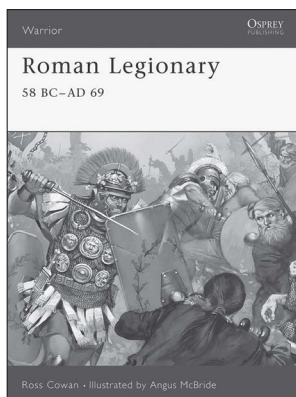 Warrior
OSPREY
PUBLISHING
Roman Legionary
58 BC–AD 69
Ross Cowan • Illustrated by Angus McBride